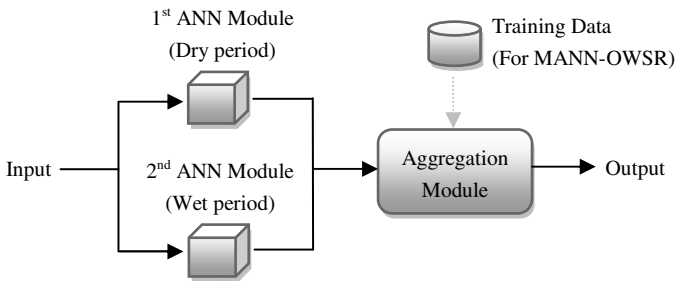 1st ANN Module
(Dry period)
Training Data
(For MANN-OWSR)
Input
2nd ANN Module
(Wet period)
Aggregation
Module
Output